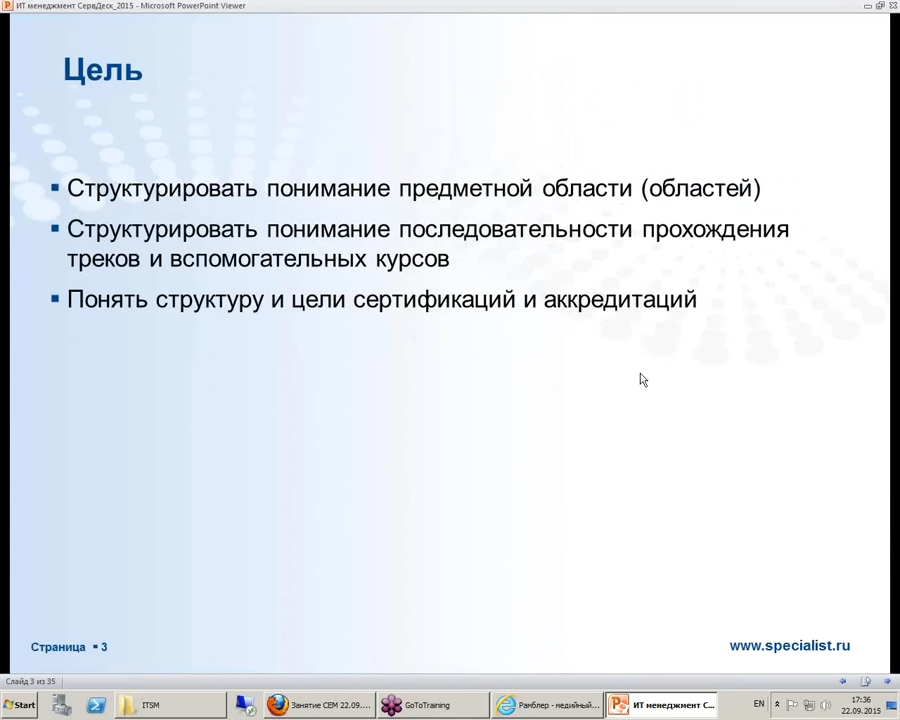 ИТ менеджмент СервДеск_2015 - Microsoft PowerPoint Viewer
Цель
Структурировать понимание предметной области (областей)
Структурировать понимание последовательности прохождения
треков и вспомогательных курсов
Понять структуру и цели сертификаций и аккредитаций
Страница ▪ 3
www.specialist.ru
Слайд 3 из 35
Start
ITSM
Занятие СЕМ 22.09....
GoToTraining
Рамблер - медийный...
ИТ менеджмент С...
EN
17:36
22.09.2015